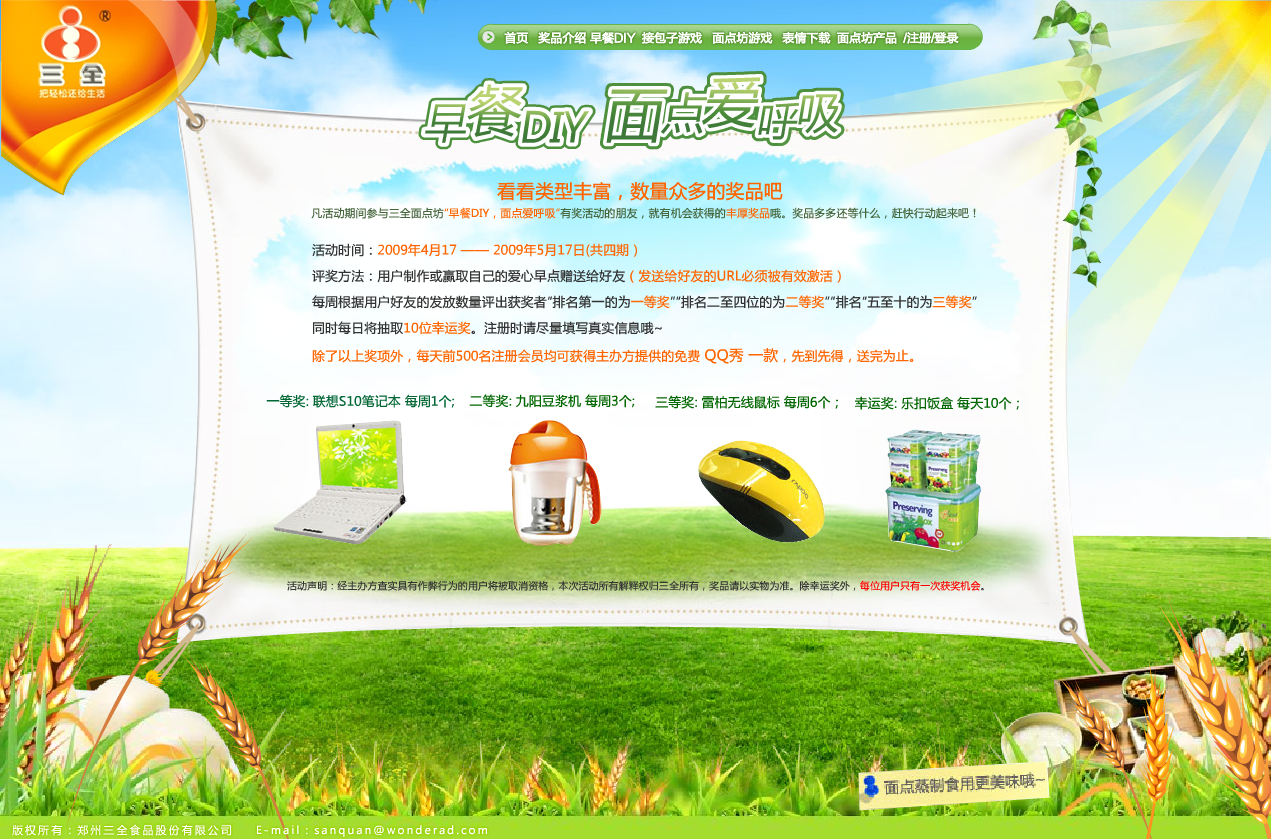 ® 三全
把轻松还给生活
首页 奖品介绍 早餐DIY 接包子游戏 面点坊游戏 表情下载 面点坊产品 /注册/登录
早餐DIY 面点爱呼吸
看看类型丰富，数量众多的奖品吧
凡活动期间参与三全面点坊“早餐DIY，面点爱呼吸”有奖活动的朋友，就有机会获得的丰厚奖品哦。奖品多多还等什么，赶快行动起来吧！
活动时间：2009年4月17 —— 2009年5月17日(共四期）
评奖方法：用户制作或赢取自己的爱心早点赠送给好友（发送给好友的URL必须被有效激活）
每周根据用户好友的发放数量评出获奖者“排名第一的为一等奖”“排名二至四位的为二等奖”“排名”五至十的为三等奖”
同时每日将抽取10位幸运奖。注册时请尽量填写真实信息哦~
除了以上奖项外，每天前500名注册会员均可获得主办方提供的免费 QQ秀 一款，先到先得，送完为止。
一等奖: 联想S10笔记本 每周1个; 二等奖: 九阳豆浆机 每周3个; 三等奖: 雷柏无线鼠标 每周6个； 幸运奖: 乐扣饭盒 每天10个；
rapoo
Preserving
Preserving
Preserving Box
活动声明：经主办方查实具有作弊行为的用户将被取消资格，本次活动所有解释权归三全所有，奖品请以实物为准。除幸运奖外，每位用户只有一次获奖机会。
面点蒸制食用更美味哦~
版权所有：郑州三全食品股份有限公司 E-mail：sanquan@wonderad.com